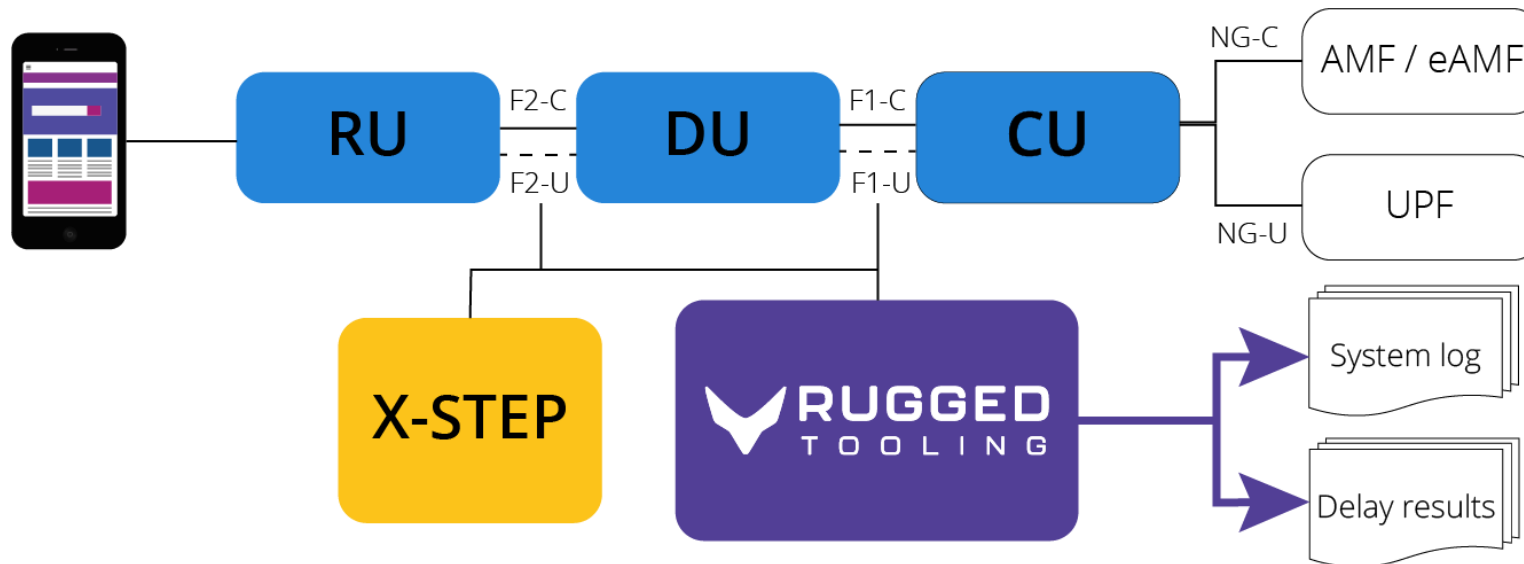 NG-C
AMF / eAMF
F2-C
F1-C
RU
DU
CU
F2-U
F1-U
UPF
NG-U
X-STEP
RUGGED
TOOLING
System log
Delay results